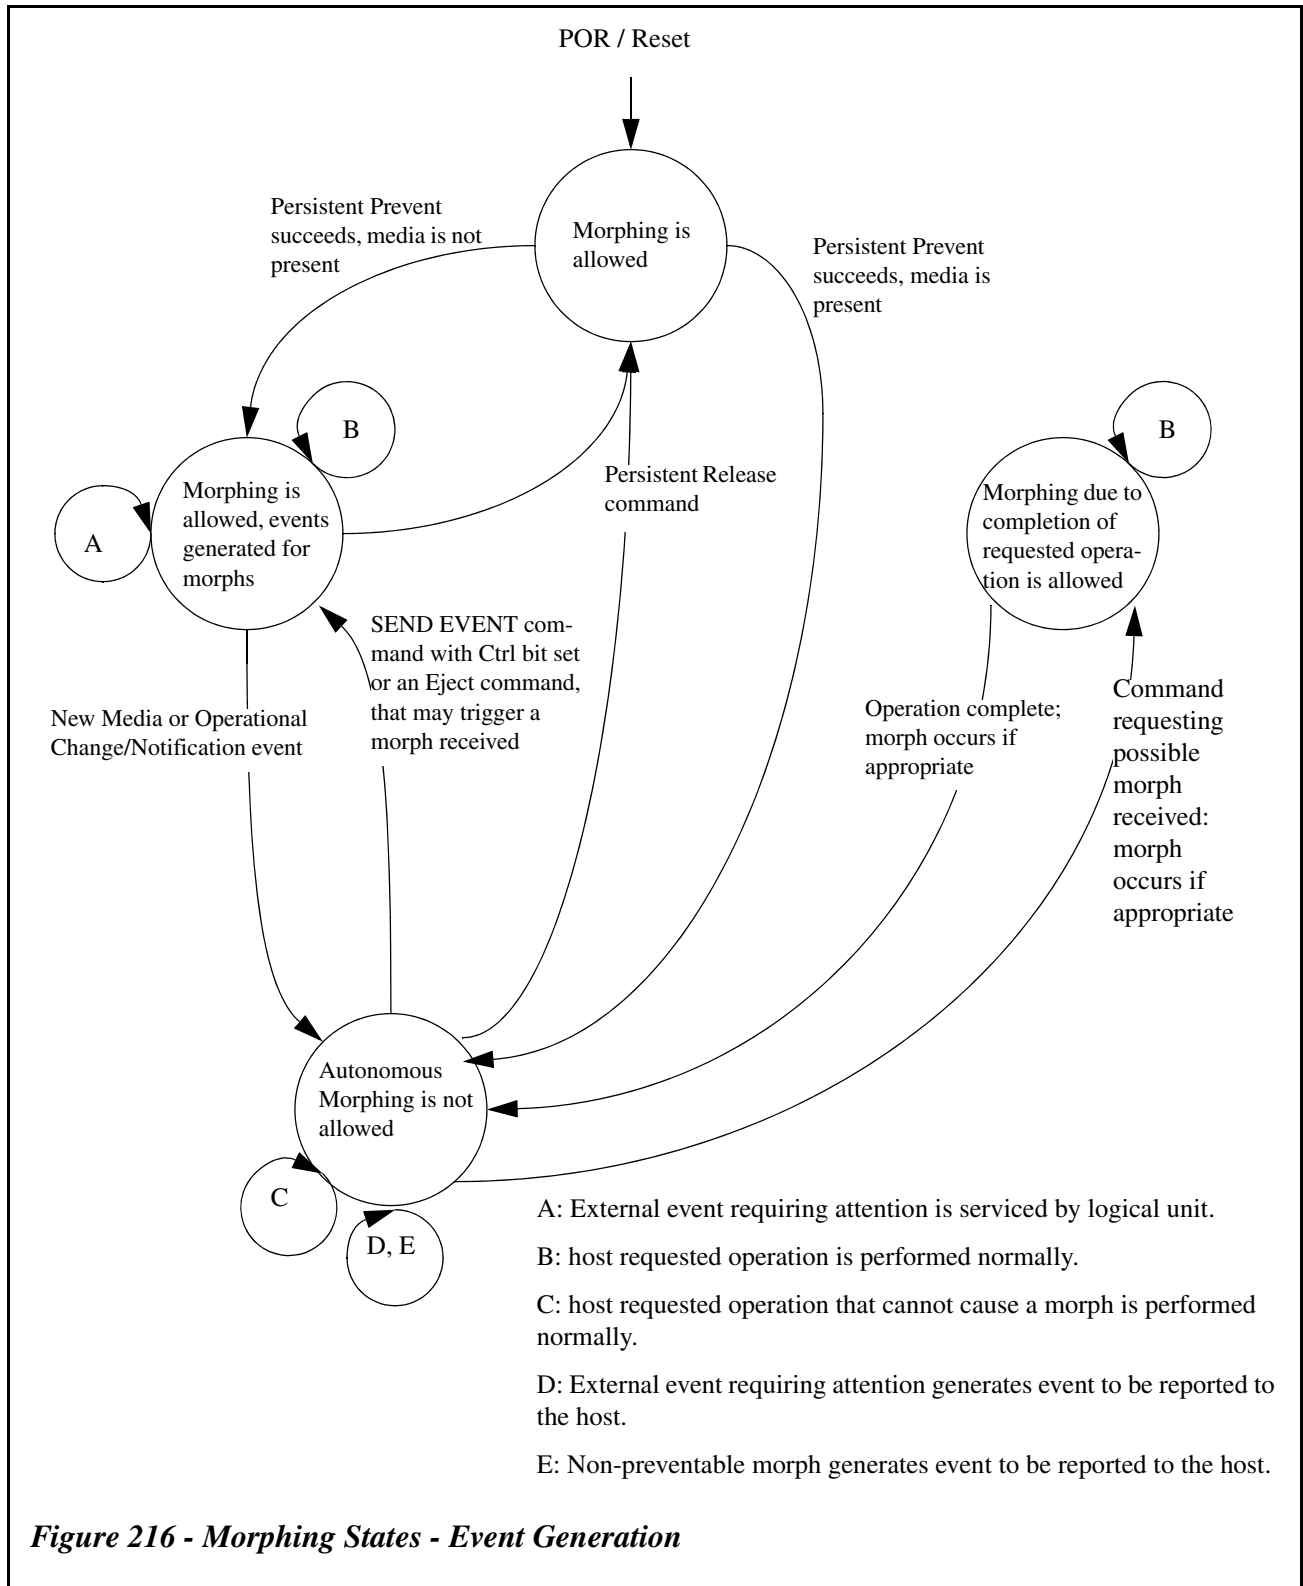 POR / Reset
Persistent Prevent
succeeds, media is not
present
Morphing is
allowed
Persistent Prevent
succeeds, media is
present
B
A
Morphing is
allowed, events
generated for
morphs
Persistent Release
command
B
Morphing due to
completion of
requested opera-
tion is allowed
SEND EVENT com-
mand with Ctrl bit set
or an Eject command,
that may trigger a
morph received
New Media or Operational
Change/Notification event
Operation complete;
morph occurs if
appropriate
Command
requesting
possible
morph
received:
morph
occurs if
appropriate
Autonomous
Morphing is not
allowed
C
D, E
A: External event requiring attention is serviced by logical unit.
B: host requested operation is performed normally.
C: host requested operation that cannot cause a morph is performed
normally.
D: External event requiring attention generates event to be reported to
the host.
E: Non-preventable morph generates event to be reported to the host.
Figure 216 - Morphing States - Event Generation